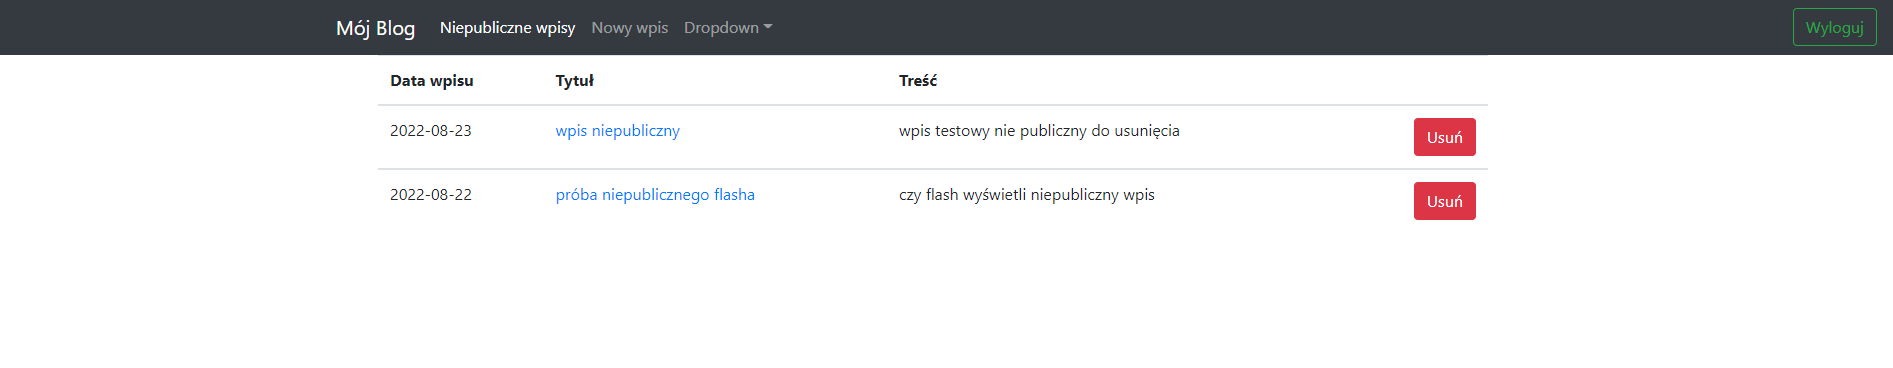 Mój Blog Niepubliczne wpisy Nowy wpis Dropdown Wyloguj
Data wpisu Tytuł Treść
2022-08-23 wpis niepubliczny wpis testowy nie publiczny do usunięcia Usuń
2022-08-22 próba niepublicznego flasha czy flash wyświetli niepubliczny wpis Usuń